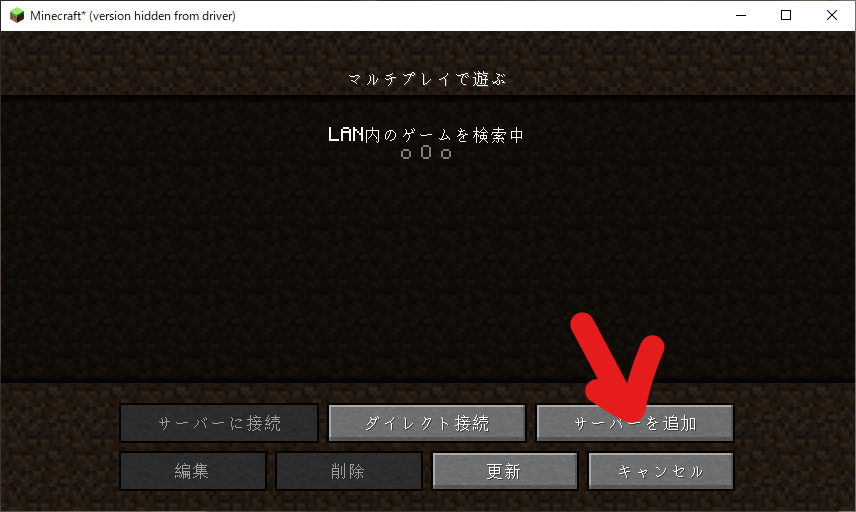 Minecraft* (version hidden from driver)
マルチプレイで遊ぶ
LAN内のゲームを検索中
o O o
サーバーに接続 ダイレクト接続 サーバーを追加
編集 削除 更新 キャンセル